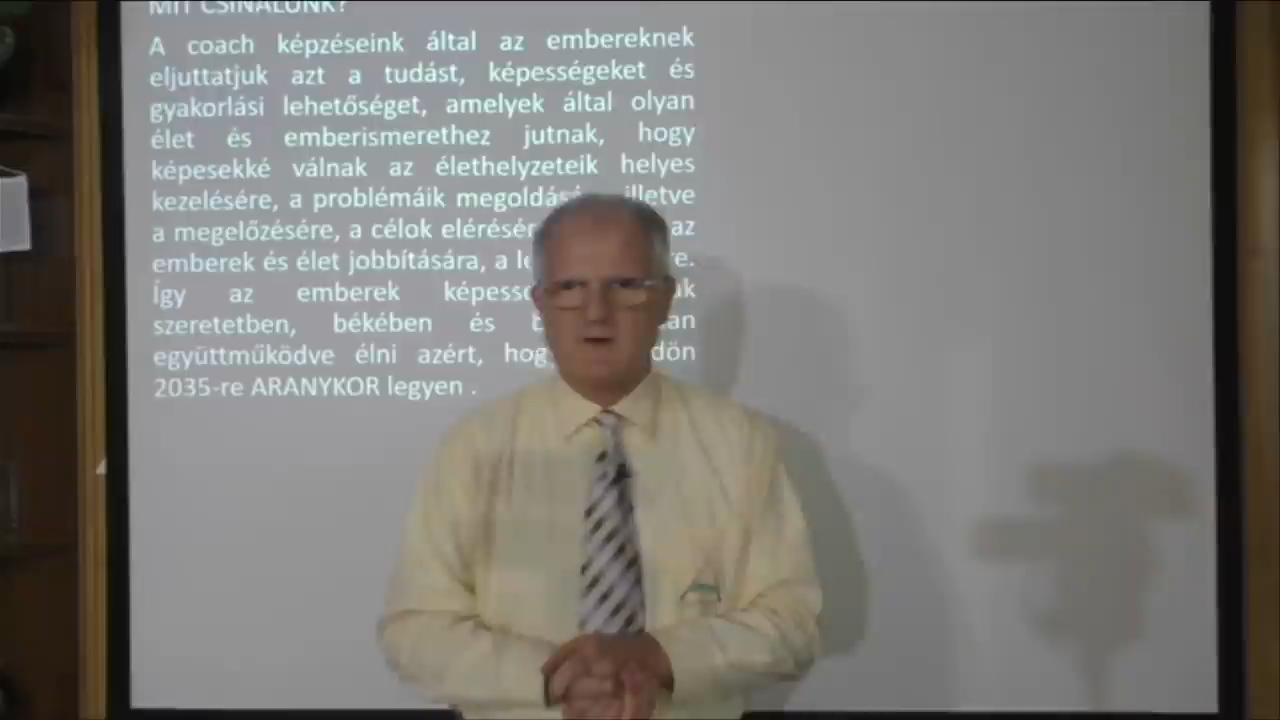 MIT CSINÁLUNK?
A coach képzéseink által az embereknek
eljuttatjuk azt a tudást, képességeket és
gyakorlási lehetőséget, amelyek által olyan
élet és emberismerethez jutnak, hogy
képesekké válnak az élethelyzeteik helyes
kezelésére, a problémáik illetve
a megelőzésére, a célok az
emberek és élet jobbítására, a
Így az emberek
szeretetben, békében és
együttműködve élni azért,
2035-re ARANYKOR legyen .